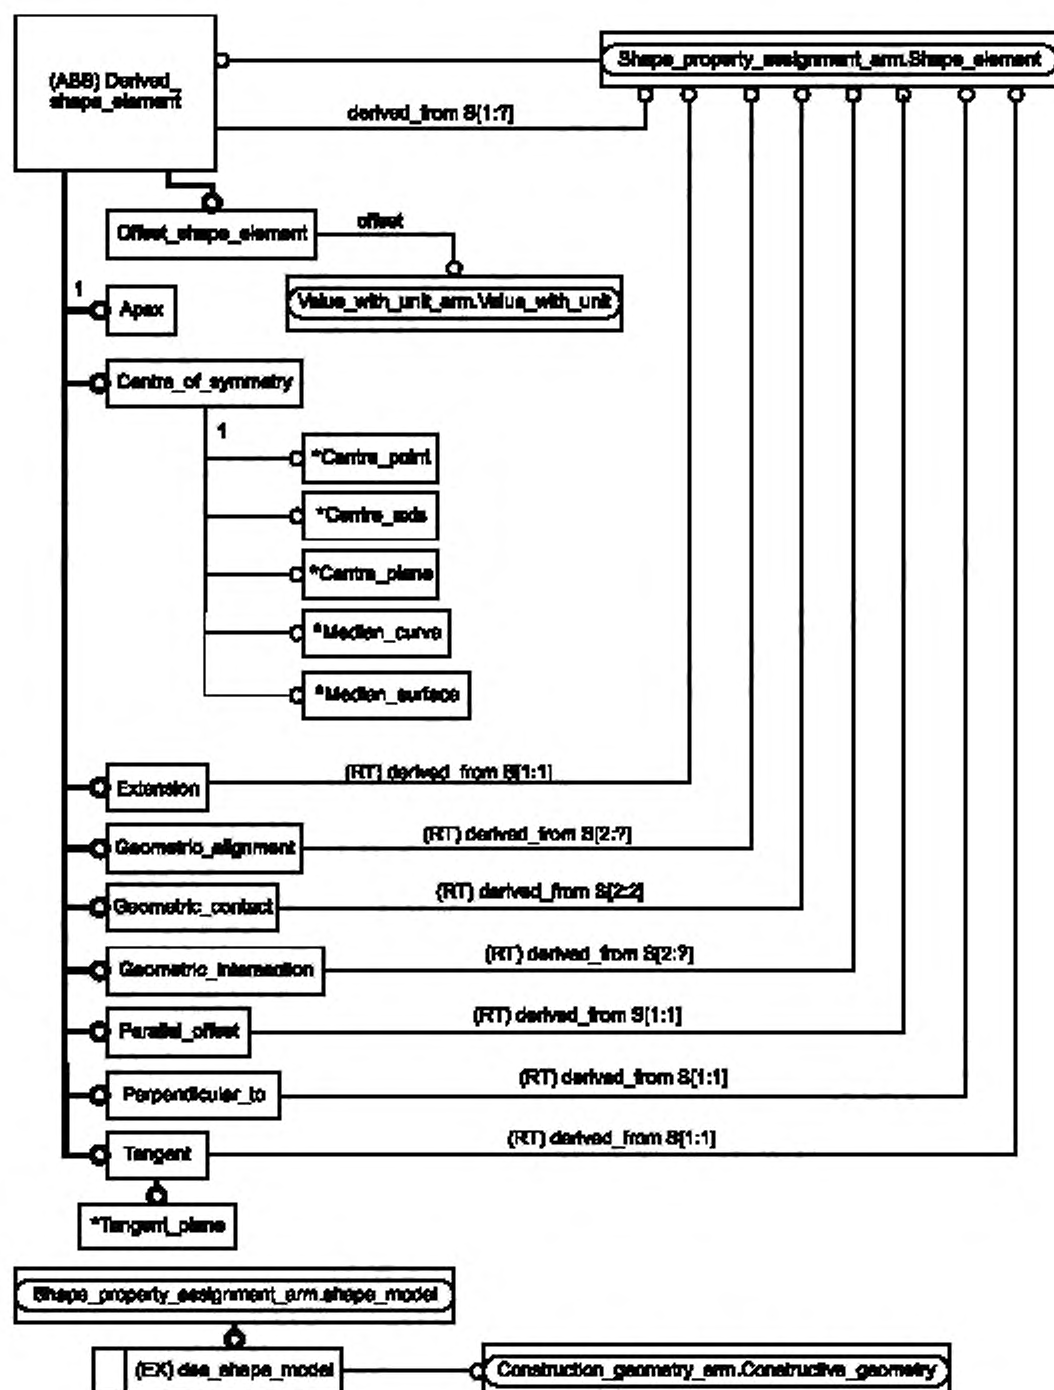 (ABS) Derived_
shape_element
Shape_property_assignment_arm.Shape_element
derived_from S[1:?]
Offset_shape_element
offset
Value_with_unit_arm.Value_with_unit
1
Apex
Centre_of_symmetry
1
*Centre_point
*Centre_axis
*Centre_plane
*Median_curve
*Median_surface
Extension
(RT) derived_from S[1:1]
Geometric_alignment
(RT) derived_from S[2:?]
Geometric_contact
(RT) derived_from S[2:2]
Geometric_intersection
(RT) derived_from S[2:?]
Parallel_offset
(RT) derived_from S[1:1]
Perpendicular_to
(RT) derived_from S[1:1]
Tangent
(RT) derived_from S[1:1]
*Tangent_plane
Shape_property_assignment_arm.shape_model
(EX) dse_shape_model
Construction_geometry_arm.Constructive_geometry